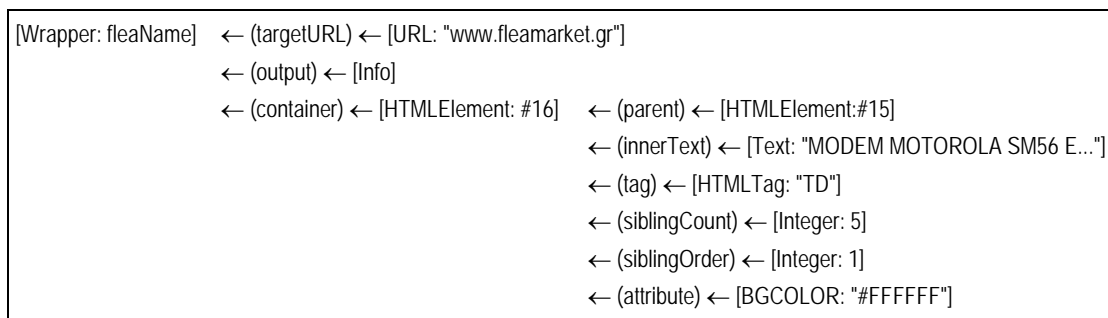 [Wrapper: fleaName] ← (targetURL) ← [URL: "www.fleamarket.gr"]
← (output) ← [Info]
← (container) ← [HTMLElement: #16] ← (parent) ← [HTMLElement:#15]
← (innerText) ← [Text: "MODEM MOTOROLA SM56 E..."]
← (tag) ← [HTMLTag: "TD"]
← (siblingCount) ← [Integer: 5]
← (siblingOrder) ← [Integer: 1]
← (attribute) ← [BGCOLOR: "#FFFFFF"]